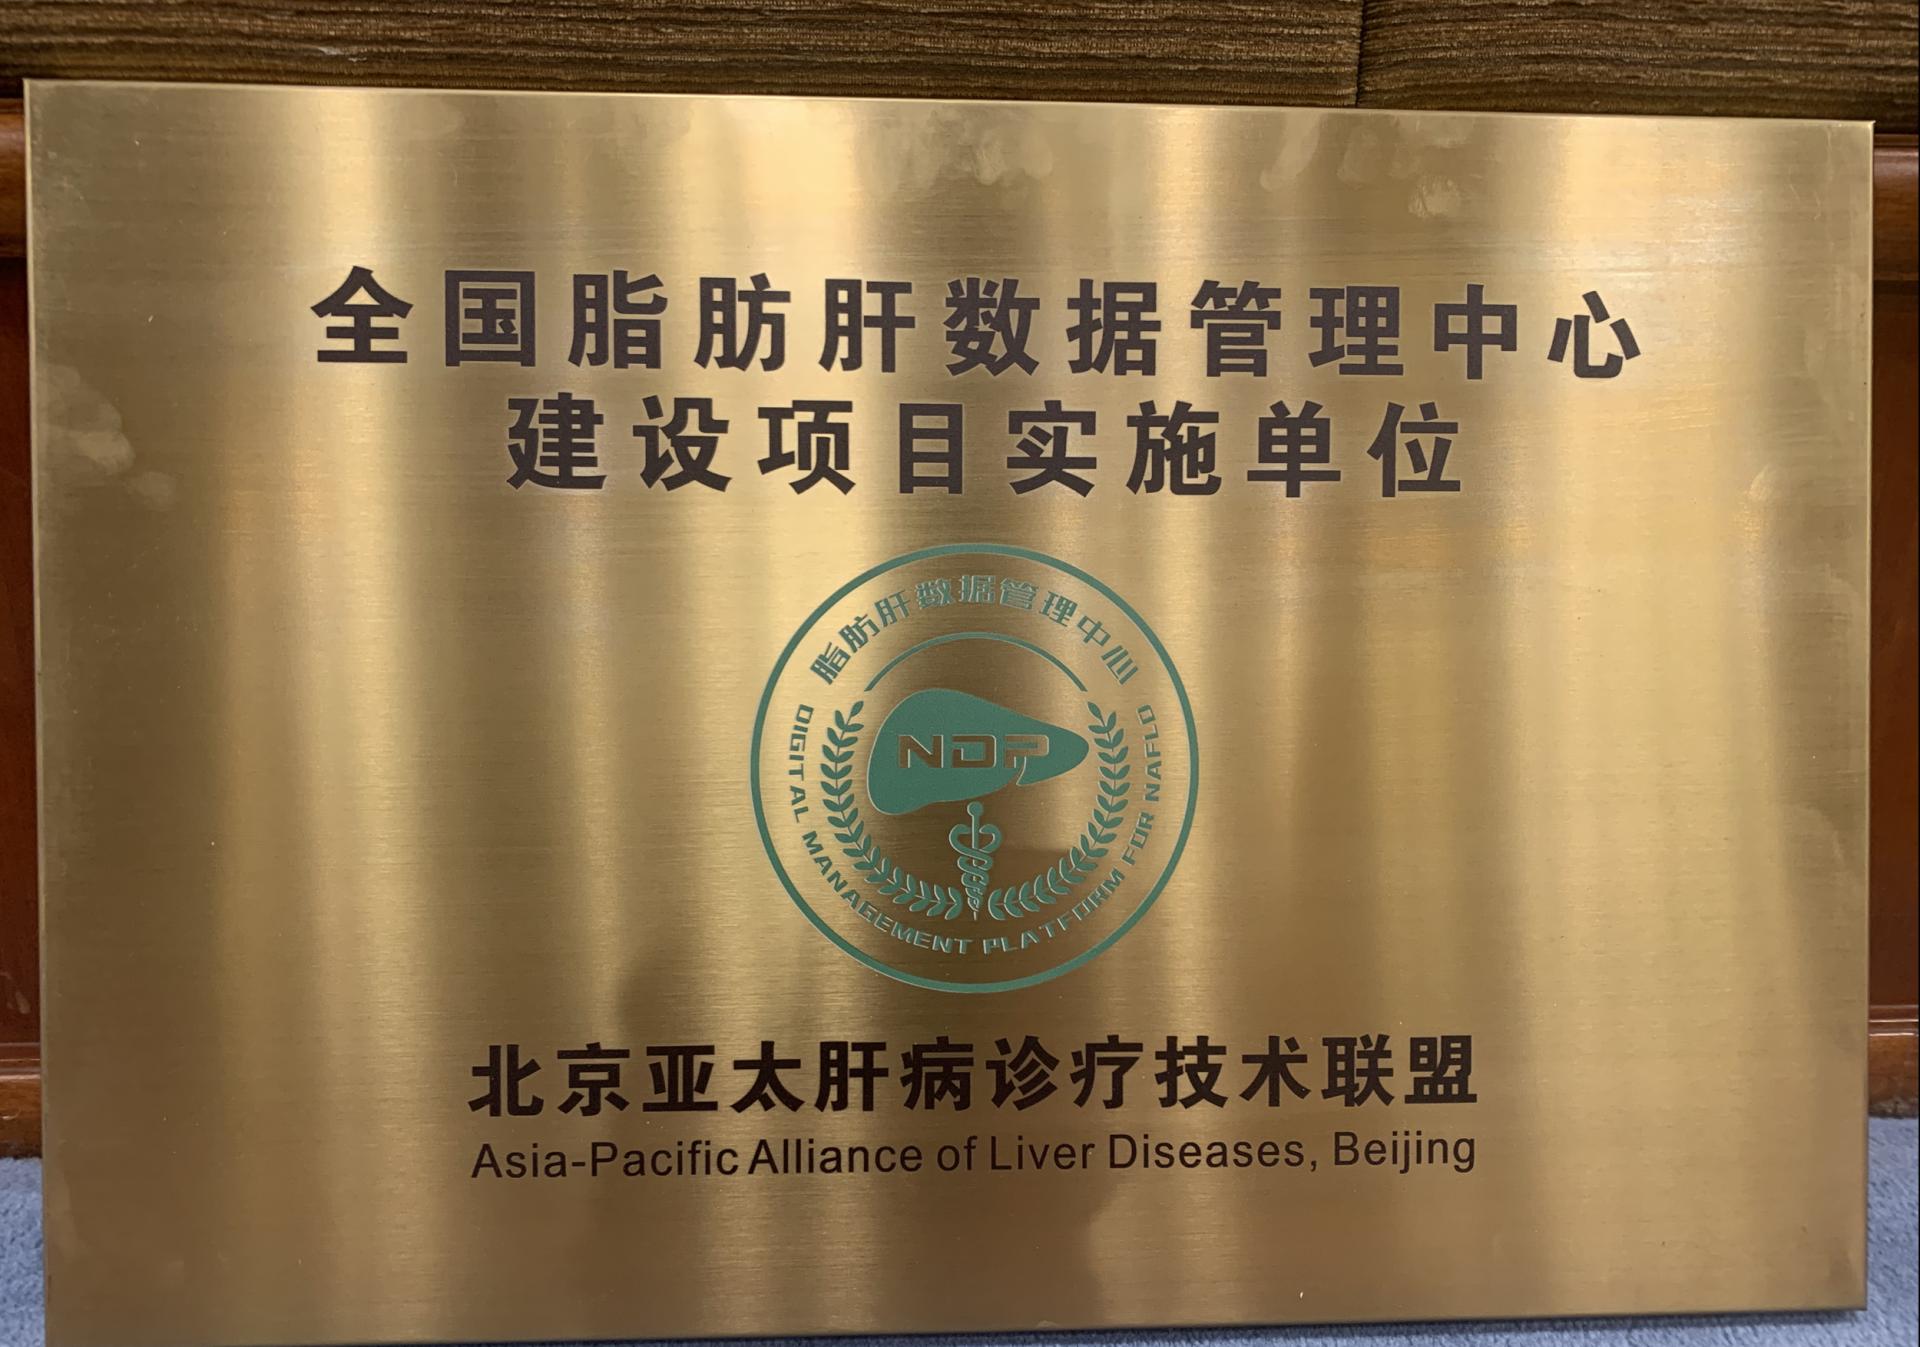 全国脂肪肝数据管理中心
建设项目实施单位
脂肪肝数据管理中心
NDP
DIGITAL MANAGEMENT PLATFORM FOR NAFLD
北京亚太肝病诊疗技术联盟
Asia-Pacific Alliance of Liver Diseases, Beijing